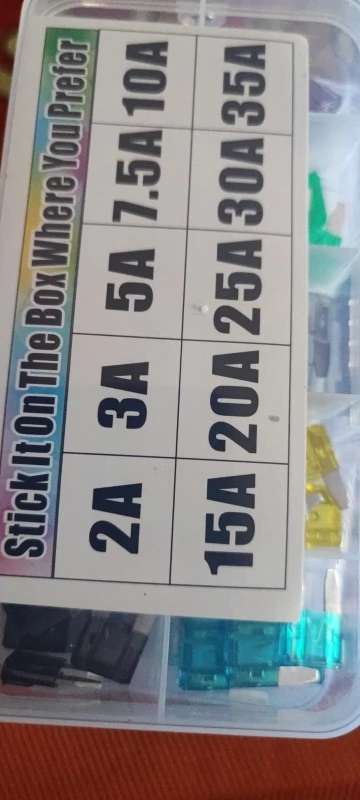 Stick It On The Box Where You Prefer
2A 3A 5A 7.5A 10A
15A 20A 25A 30A 35A